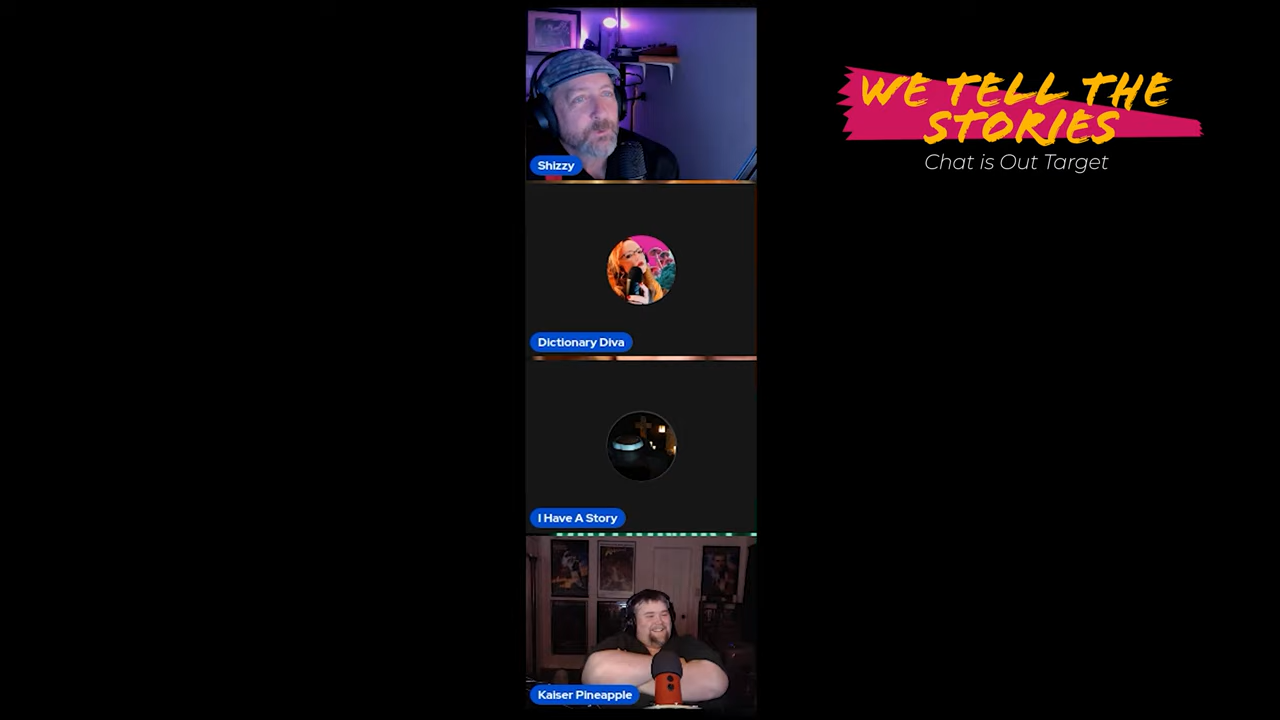 WE TELL THE
STORIES
Chat is Out Target
Shizzy
Dictionary Diva
I Have A Story
Kaiser Pineapple